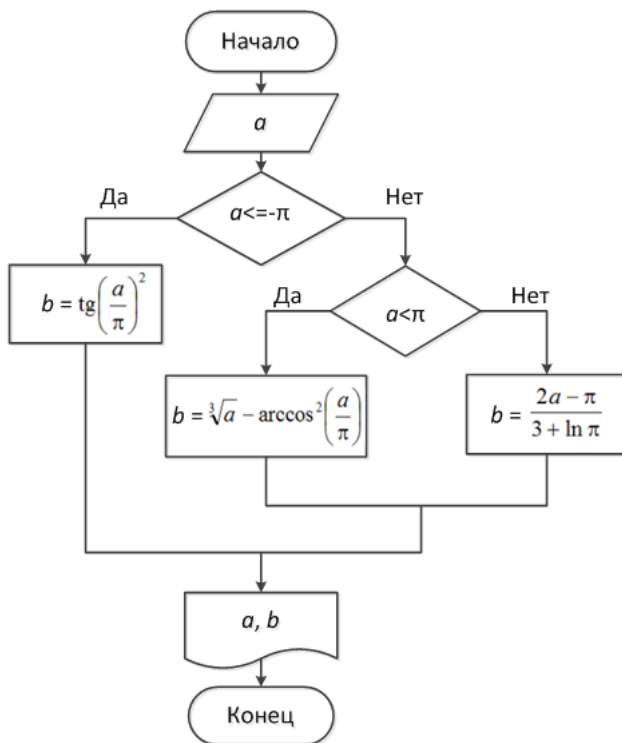 Начало
a
a<=-π
Да
Нет
b = tg(a/π)²
a<π
Да
Нет
b = ∛a − arccos²(a/π)
b = (2a − π)/(3 + ln π)
a, b
Конец